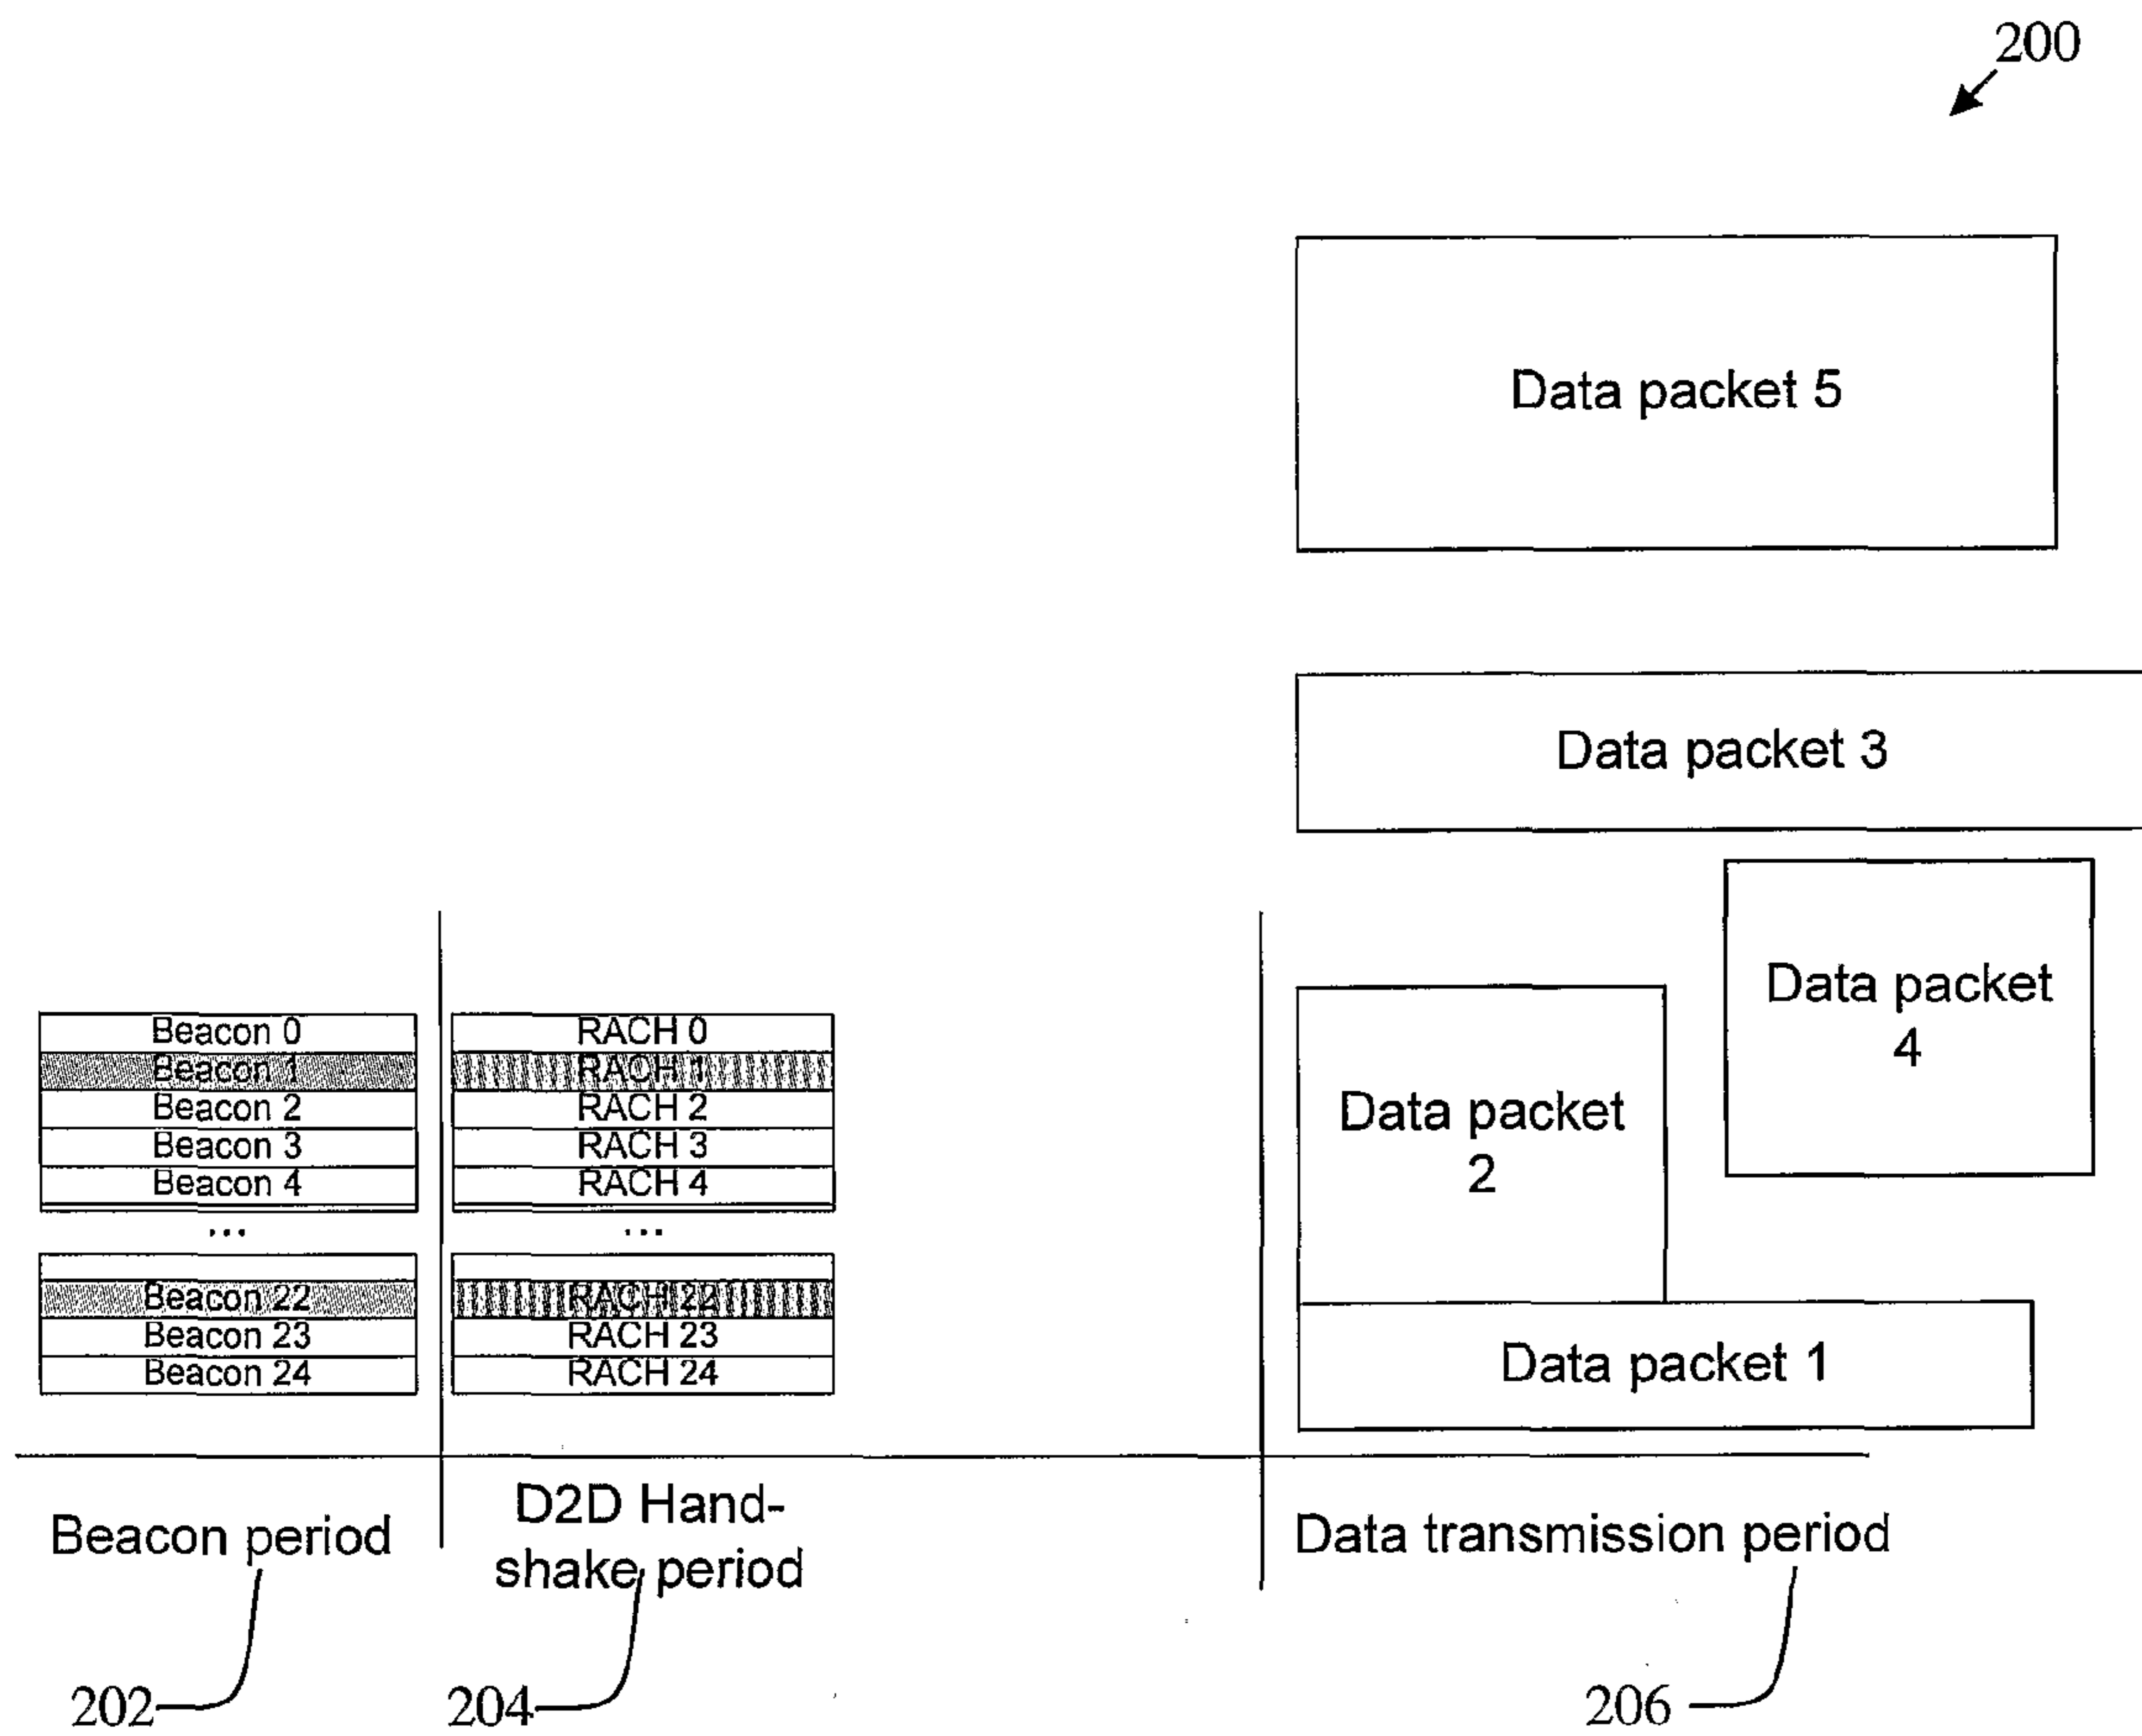 200
Data packet 5
Data packet 3
Data packet
4
Data packet
2
Data packet 1
Beacon 0
Beacon 1
Beacon 2
Beacon 3
Beacon 4
...
Beacon 22
Beacon 23
Beacon 24
RACH 0
RACH 1
RACH 2
RACH 3
RACH 4
...
RACH 22
RACH 23
RACH 24
Beacon period
D2D Hand-
shake period
Data transmission period
202
204
206